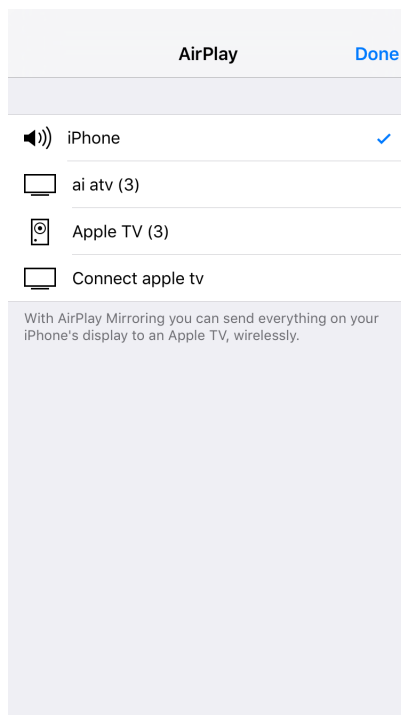 AirPlay
Done
iPhone
ai atv (3)
Apple TV (3)
Connect apple tv
With AirPlay Mirroring you can send everything on your
iPhone's display to an Apple TV, wirelessly.